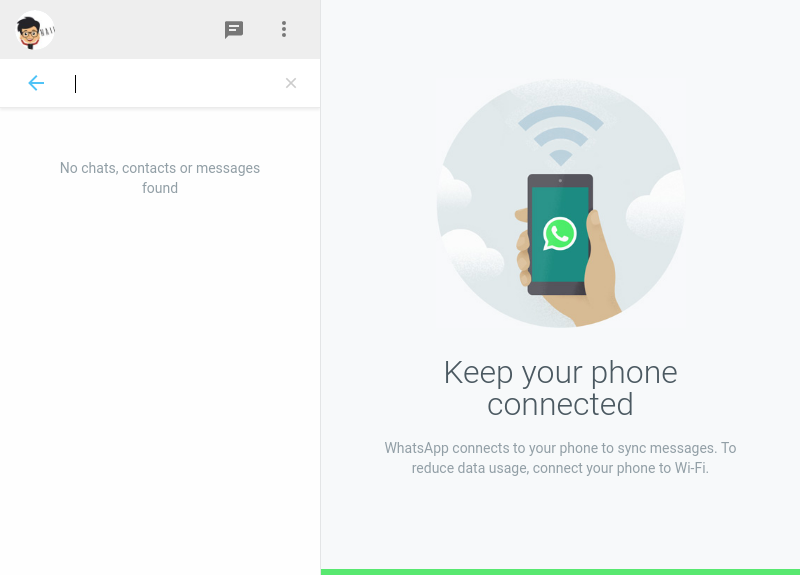 No chats, contacts or messages
found
Keep your phone
connected
WhatsApp connects to your phone to sync messages. To
reduce data usage, connect your phone to Wi-Fi.